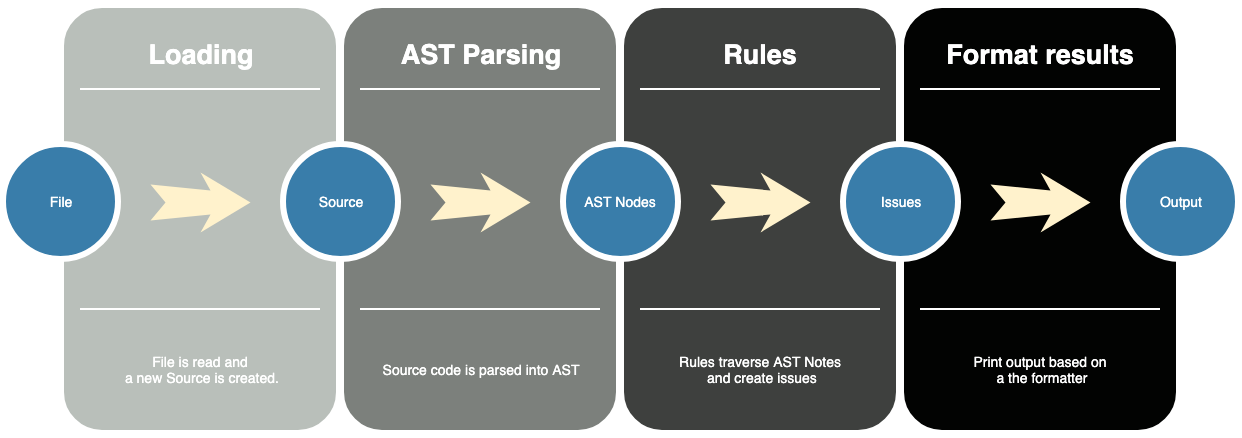 Loading
AST Parsing
Rules
Format results
File
Source
AST Nodes
Issues
Output
File is read and
a new Source is created.
Source code is parsed into AST
Rules traverse AST Notes
and create issues
Print output based on
a the formatter